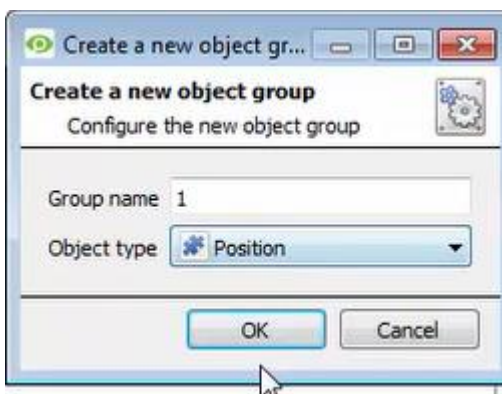 Create a new object gr...
Create a new object group
Configure the new object group
Group name 1
Object type Position
OK Cancel